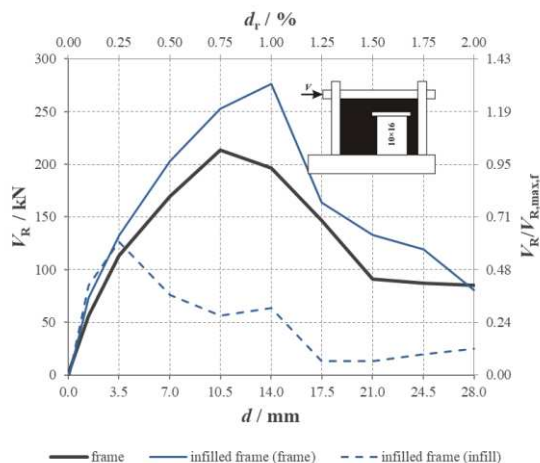 d_r / %
0.00 0.25 0.50 0.75 1.00 1.25 1.50 1.75 2.00
V_R / kN
300
250
200
150
100
50
0
V
10×16
V_R/V_R,max,f
1.43
1.19
0.95
0.71
0.48
0.24
0.00
0.0 3.5 7.0 10.5 14.0 17.5 21.0 24.5 28.0
d / mm
frame infilled frame (frame) infilled frame (infill)